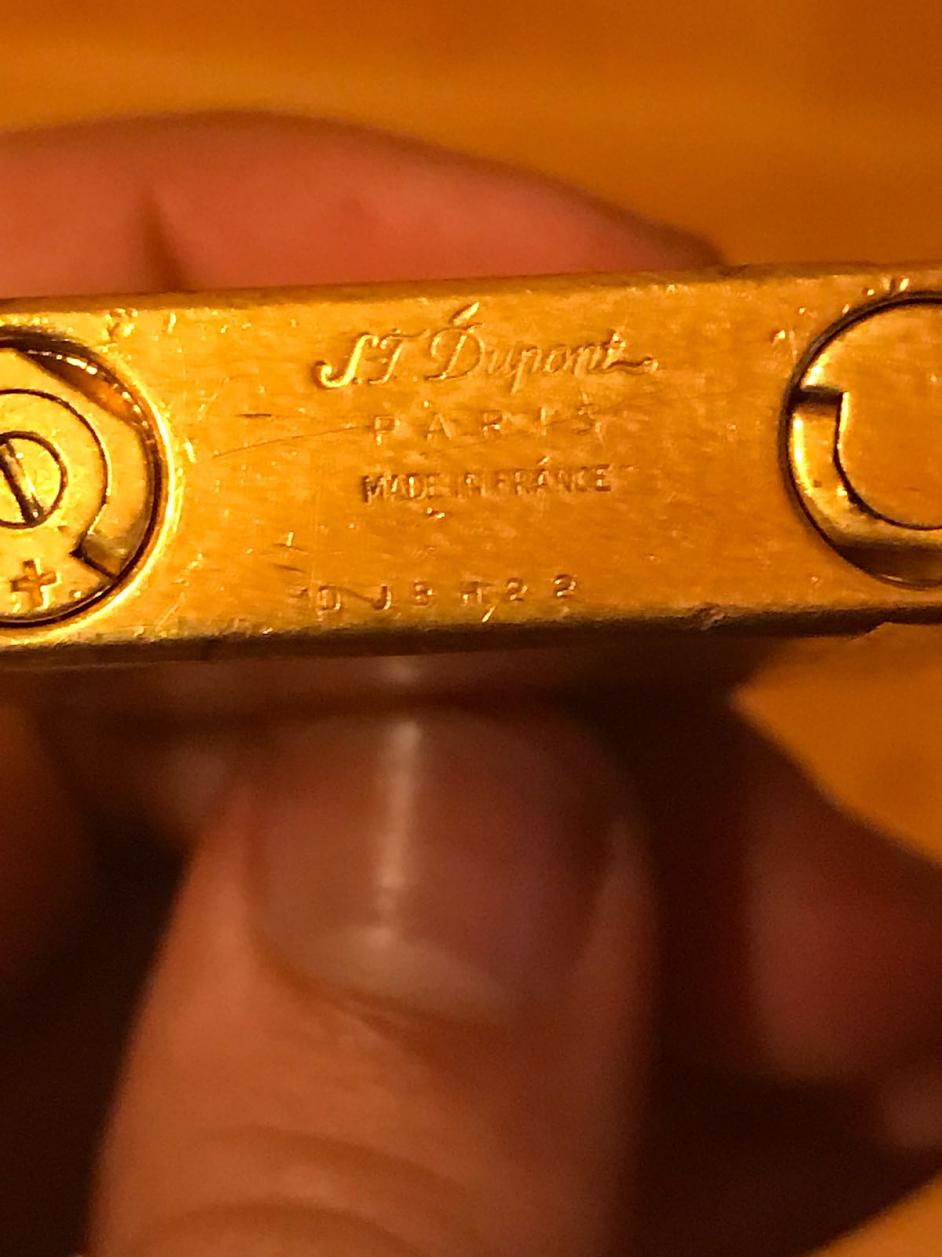 S.T Dupont
PARIS
MADE IN FRANCE
+